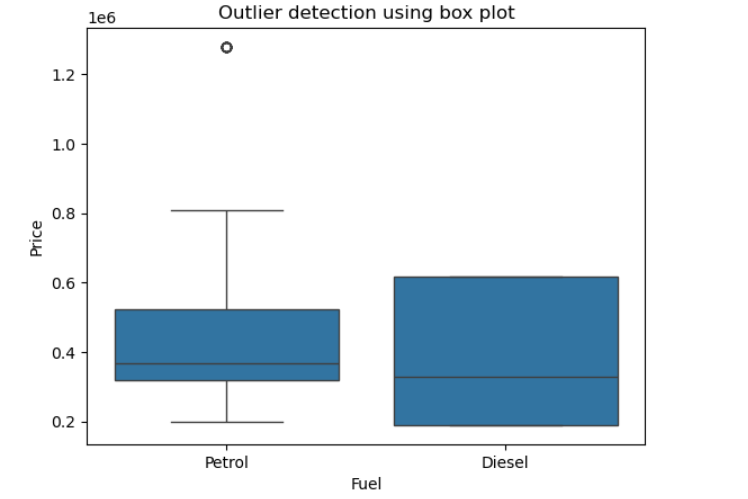 Outlier detection using box plot
1e6
1.2
1.0
0.8
0.6
0.4
0.2
Price
Petrol
Diesel
Fuel